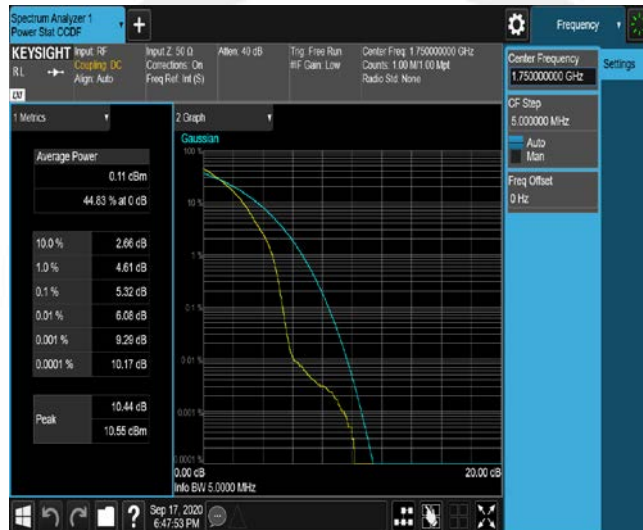 Spectrum Analyzer 1
Power Stat CCDF
+
Frequency
KEYSIGHT
RL
Input: RF
Coupling: DC
Align: Auto
Input Z: 50 Ω
Corrections: On
Freq Ref: Int (S)
Atten: 40 dB
Trig: Free Run
#IF Gain: Low
Center Freq: 1.750000000 GHz
Counts: 1.00 M/1.00 Mpt
Radio Std: None
Center Frequency
1.750000000 GHz
Settings
CF Step
5.000000 MHz
Auto
Man
Freq Offset
0 Hz
1 Metrics
Average Power
0.11 dBm
44.83 % at 0 dB
10.0 % 2.66 dB
1.0 % 4.61 dB
0.1 % 5.32 dB
0.01 % 6.08 dB
0.001 % 9.29 dB
0.0001 % 10.17 dB
Peak
10.44 dB
10.55 dBm
2 Graph
Gaussian
100 %
10 %
1 %
0.1 %
0.01 %
0.001 %
0.0001 %
0.00 dB
20.00 dB
Info BW 5.0000 MHz
?
Sep 17, 2020
6:47:53 PM